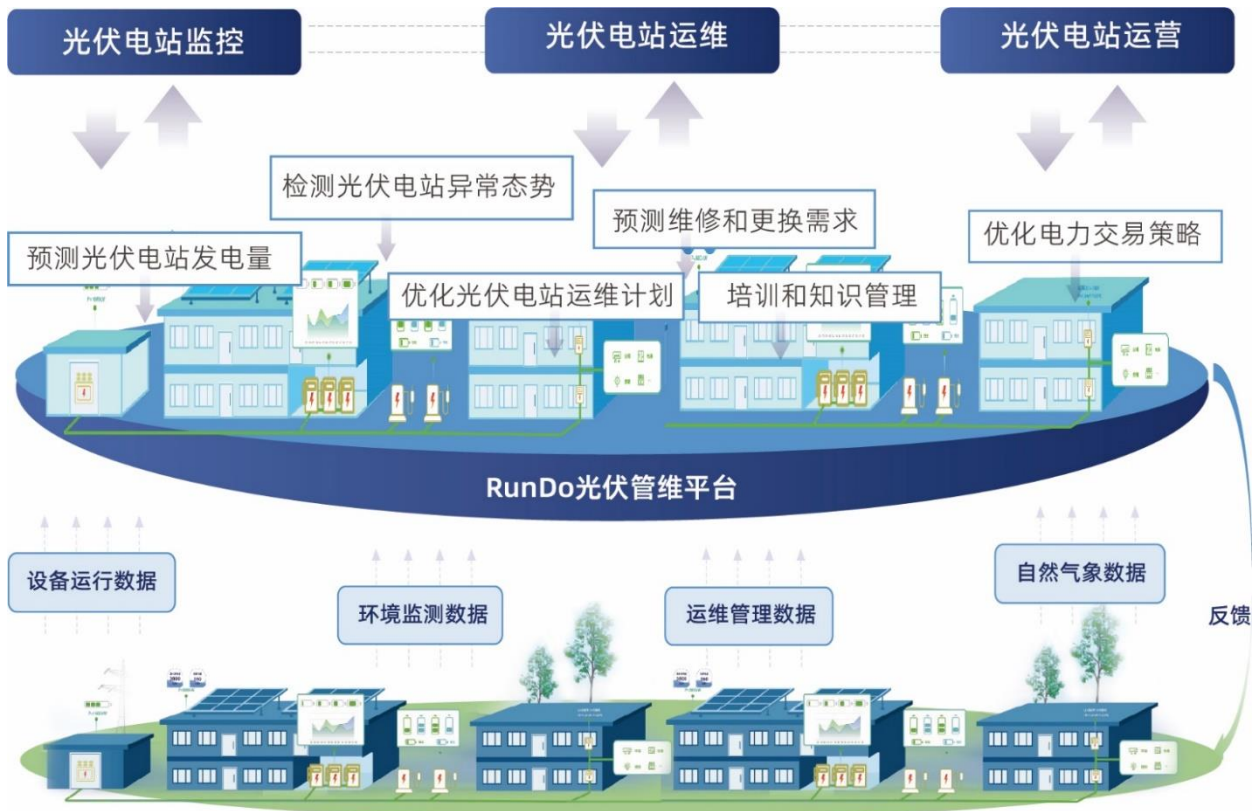 光伏电站监控
光伏电站运维
光伏电站运营
检测光伏电站异常态势
预测维修和更换需求
优化电力交易策略
预测光伏电站发电量
优化光伏电站运维计划
培训和知识管理
RunDo光伏管维平台
设备运行数据
环境监测数据
运维管理数据
自然气象数据
反馈